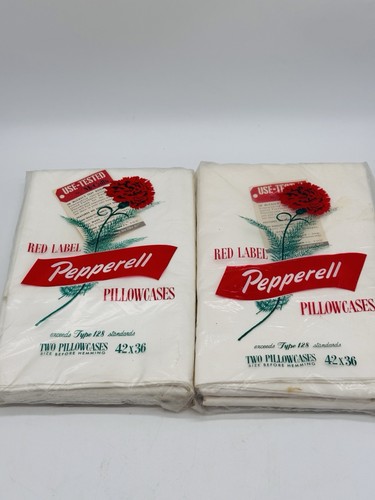 USE-TESTED
RED LABEL
Pepperell
PILLOWCASES
exceeds Type 128 standards
TWO PILLOWCASES 42x36
SIZE BEFORE HEMMING
USE-TESTED
RED LABEL
Pepperell
PILLOWCASES
exceeds Type 128 standards
TWO PILLOWCASES 42x36
SIZE BEFORE HEMMING